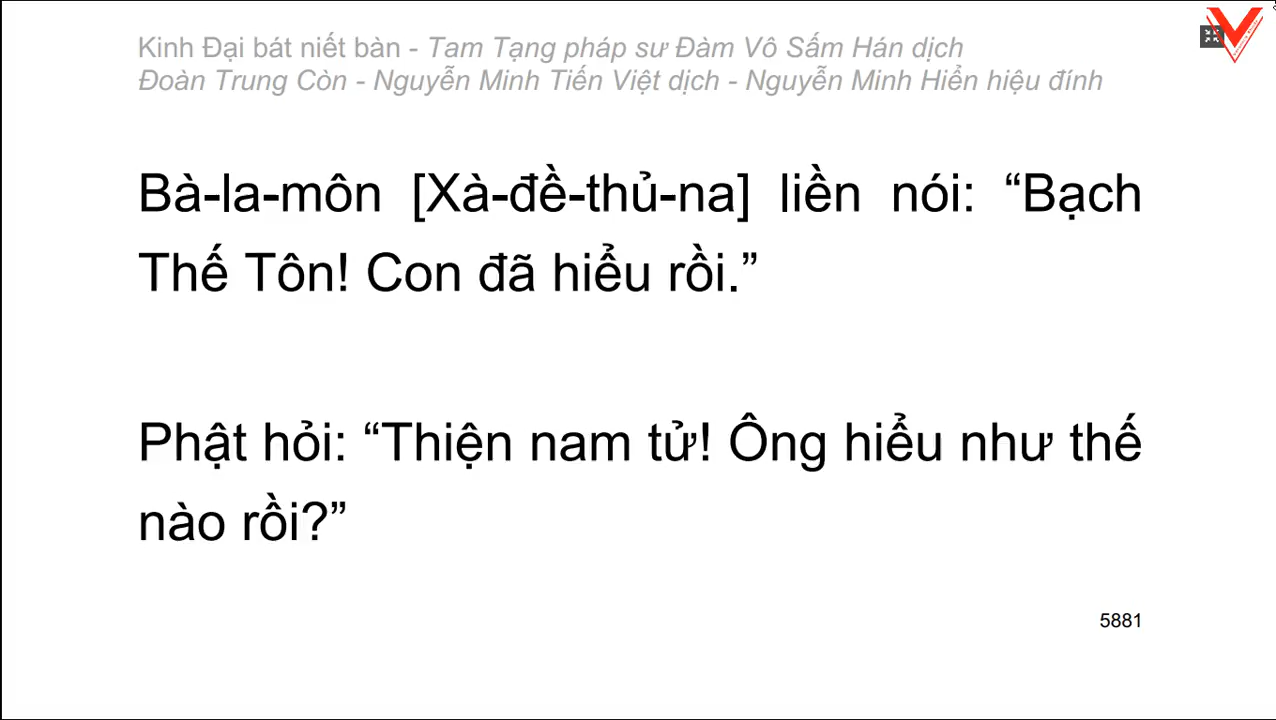 Kinh Đại bát niết bàn - Tam Tạng pháp sư Đàm Vô Sấm Hán dịch
Đoàn Trung Còn - Nguyễn Minh Tiến Việt dịch - Nguyễn Minh Hiển hiệu đính
Bà-la-môn [Xà-đề-thủ-na] liền nói: “Bạch
Thế Tôn! Con đã hiểu rồi.”
Phật hỏi: “Thiện nam tử! Ông hiểu như thế
nào rồi?”
5881